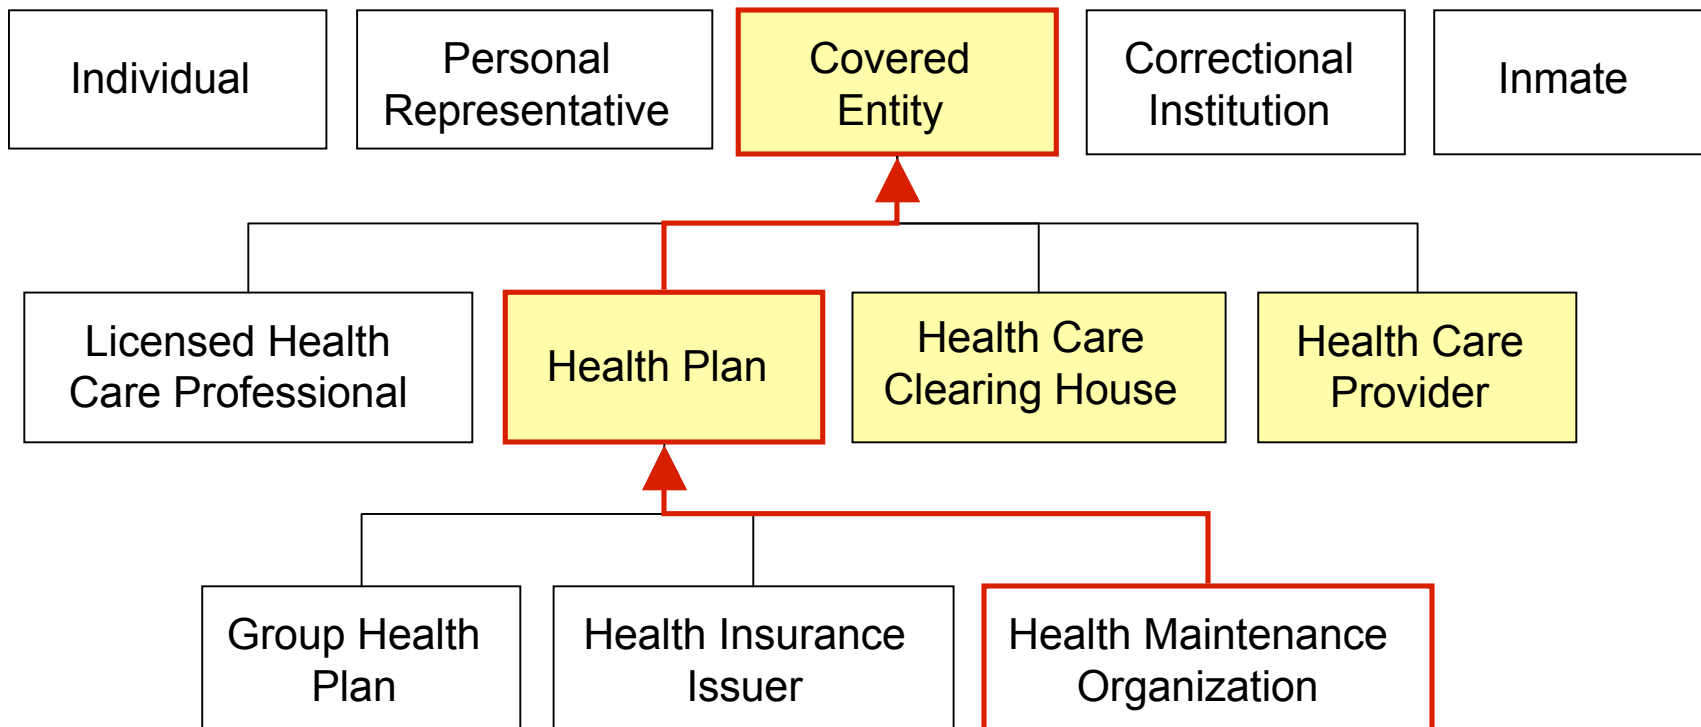 Individual
Personal
Representative
Covered
Entity
Correctional
Institution
Inmate
Licensed Health
Care Professional
Health Plan
Health Care
Clearing House
Health Care
Provider
Group Health
Plan
Health Insurance
Issuer
Health Maintenance
Organization